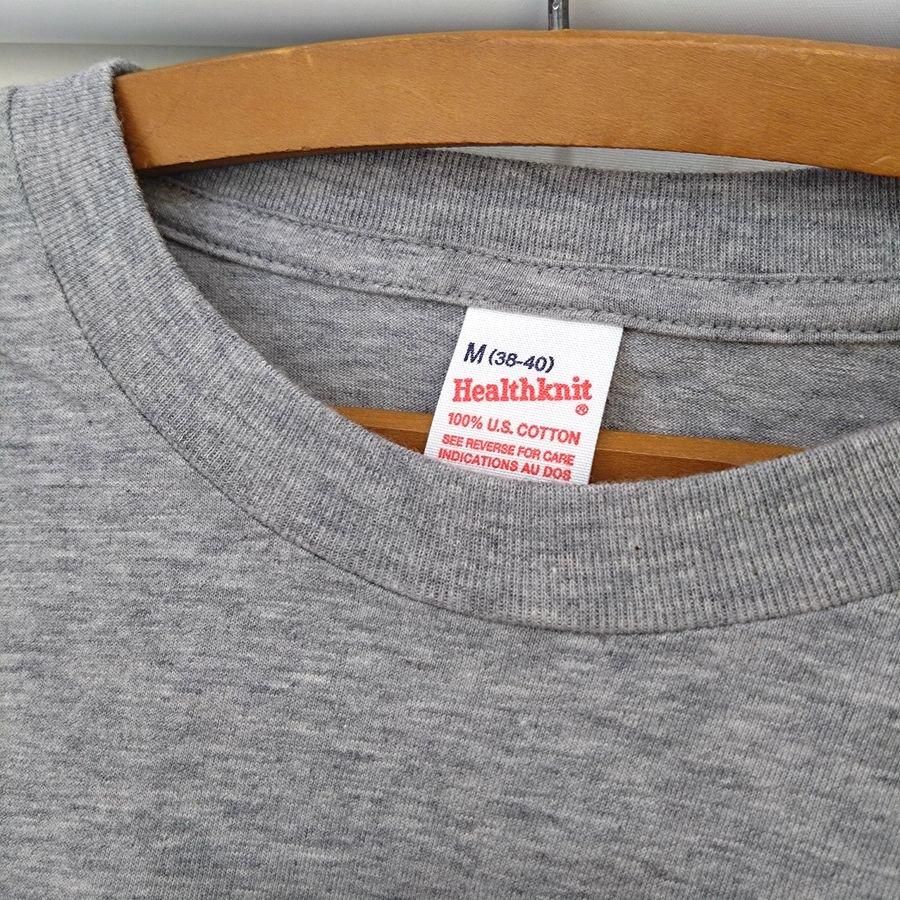 M (38-40)
Healthknit
®
100% U.S. COTTON
SEE REVERSE FOR CARE
INDICATIONS AU DOS